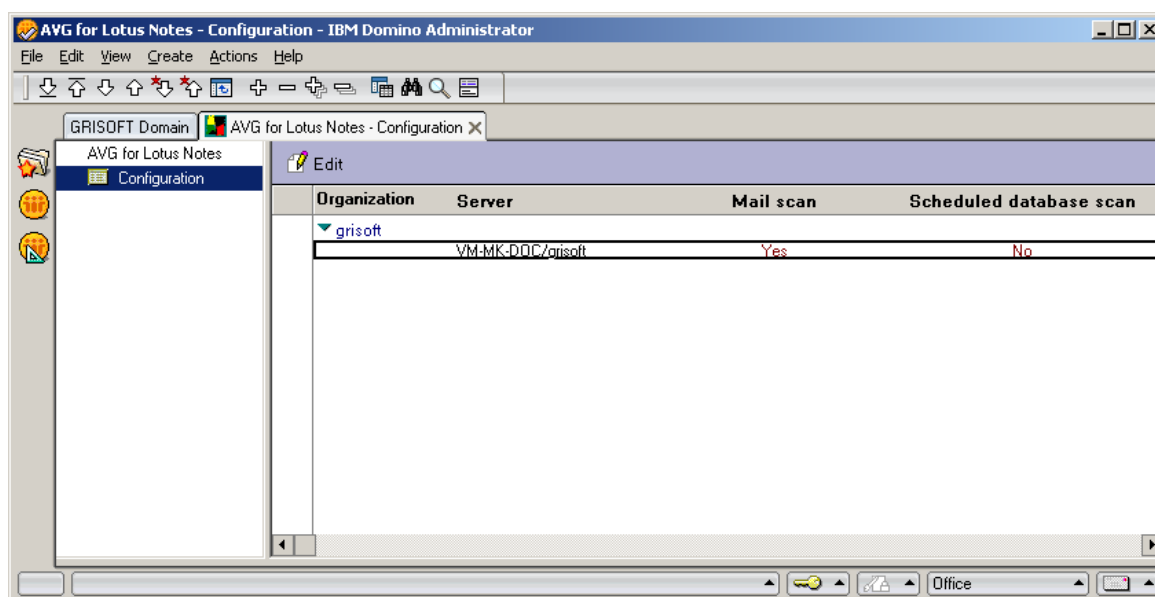 AVG for Lotus Notes - Configuration - IBM Domino Administrator
File Edit View Create Actions Help
GRISOFT Domain AVG for Lotus Notes - Configuration
AVG for Lotus Notes
Configuration
Edit
Organization Server Mail scan Scheduled database scan
grisoft
VM-MK-DOC/grisoft Yes No
Office